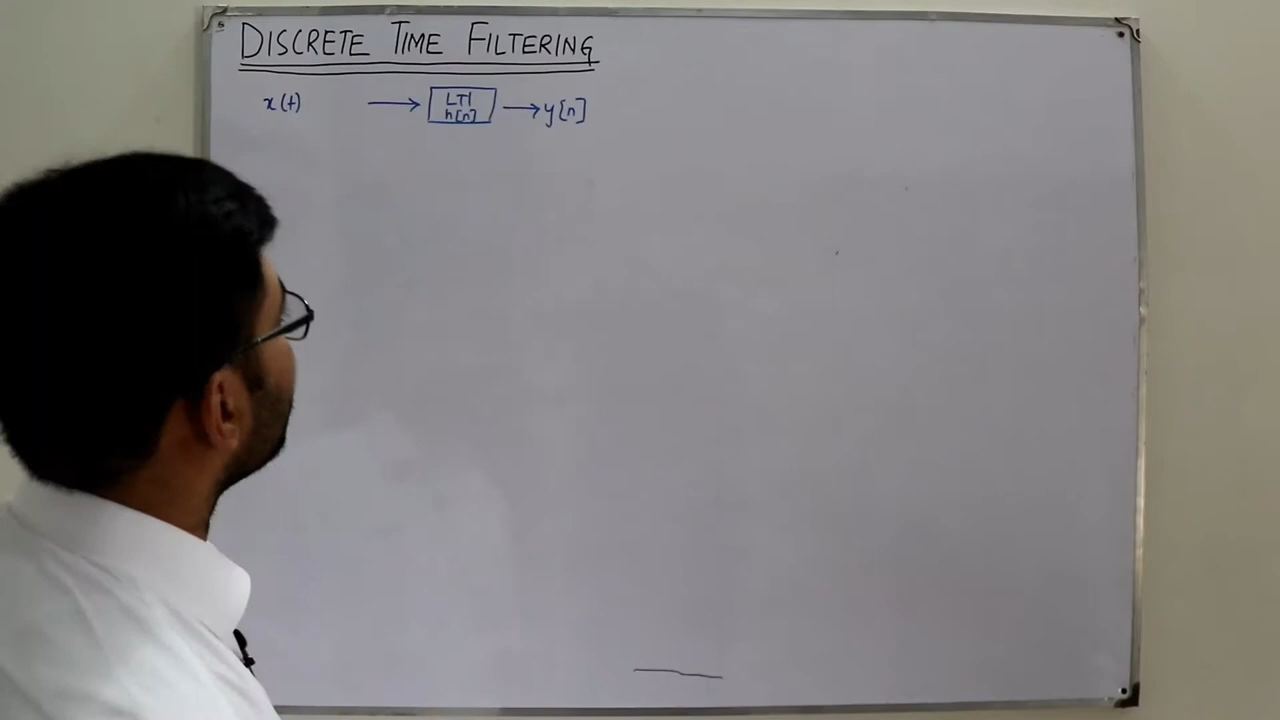 DISCRETE TIME FILTERING
x(t) → LTI → y[n]
h[n]